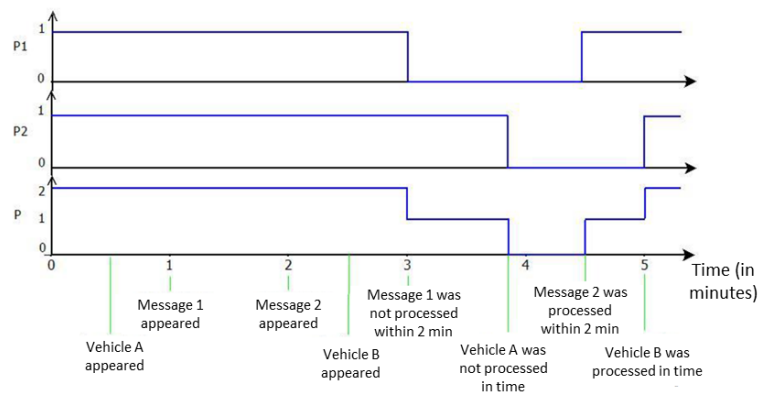 P1
1
0
P2
1
0
P
2
1
0
0 1 2 3 4 5
Time (in
minutes)
Message 1
appeared
Message 2
appeared
Message 1 was
not processed
within 2 min
Message 2 was
processed
within 2 min
Vehicle A
appeared
Vehicle B
appeared
Vehicle A was
not processed
in time
Vehicle B was
processed in time